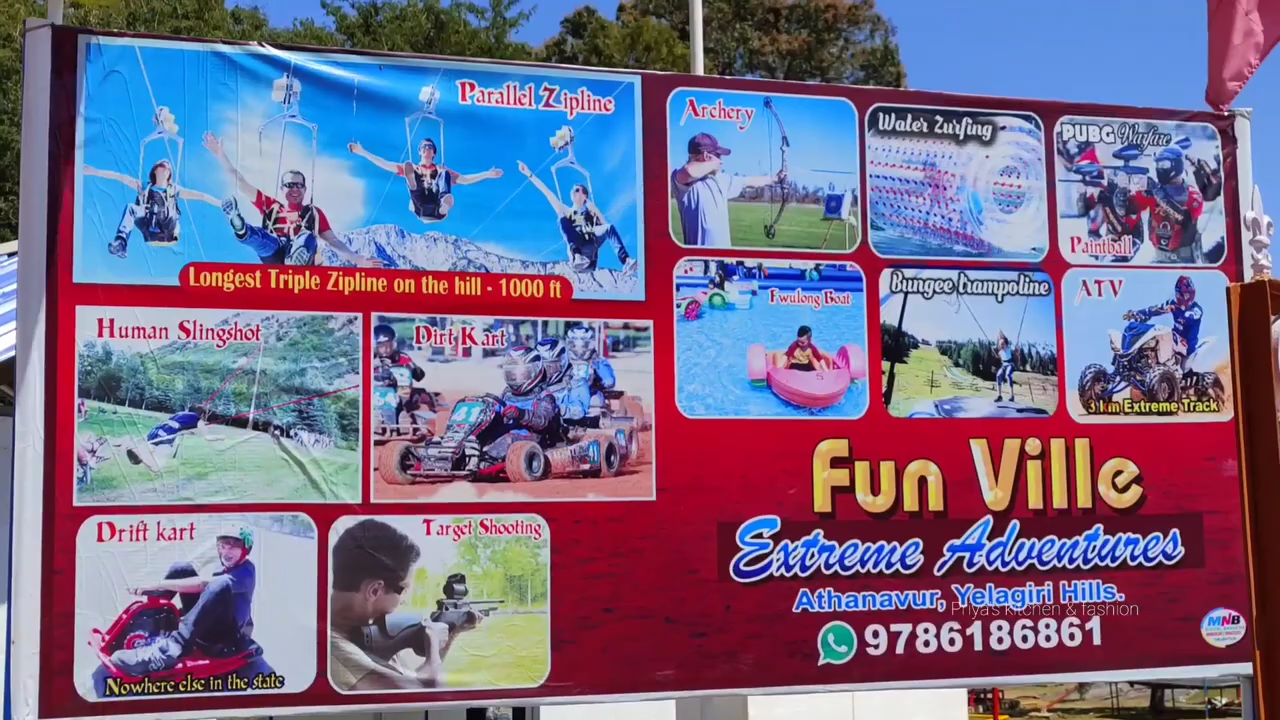 Parallel Zipline
Longest Triple Zipline on the hill - 1000 ft
Archery
Water Zurfing
PUBG Warfare
Paintball
Human Slingshot
Dirt Kart
Fwulong Boat
Bungee trampoline
ATV
3 km Extreme Track
Drift kart
Nowhere else in the state
Target Shooting
Fun Ville
Extreme Adventures
Athanavur, Yelagiri Hills.
Priya's Kitchen & fashion
9786186861
MNB